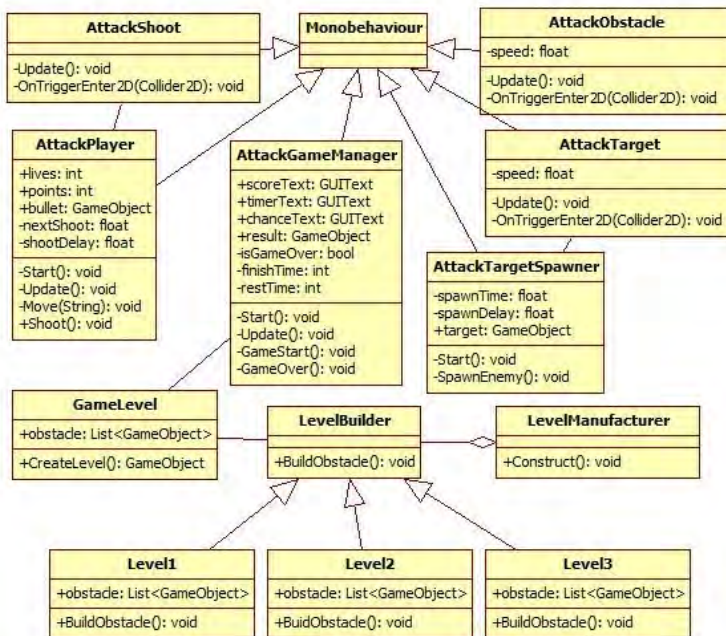 AttackShoot
-Update(): void
-OnTriggerEnter2D(Collider2D): void
Monobehaviour
AttackObstacle
-speed: float
-Update(): void
-OnTriggerEnter2D(Collider2D): void
AttackPlayer
+lives: int
+points: int
+bullet: GameObject
-nextShoot: float
-shootDelay: float
-Start(): void
-Update(): void
-Move(String): void
+Shoot(): void
AttackGameManager
+scoreText: GUIText
+timerText: GUIText
+chanceText: GUIText
+result: GameObject
-isGameOver: bool
-finishTime: int
-restTime: int
-Start(): void
-Update(): void
-GameStart(): void
-GameOver(): void
AttackTarget
-speed: float
-Update(): void
-OnTriggerEnter2D(Collider2D): void
AttackTargetSpawner
-spawnTime: float
-spawnDelay: float
+target: GameObject
-Start(): void
-SpawnEnemy(): void
GameLevel
+obstacle: List<GameObject>
+CreateLevel(): GameObject
LevelBuilder
+BuildObstacle(): void
LevelManufacturer
+Construct(): void
Level1
+obstacle: List<GameObject>
+BuildObstacle(): void
Level2
+obstacle: List<GameObject>
+BuidObstacle(): void
Level3
+obstacle: List<GameObject>
+BuildObstacle(): void